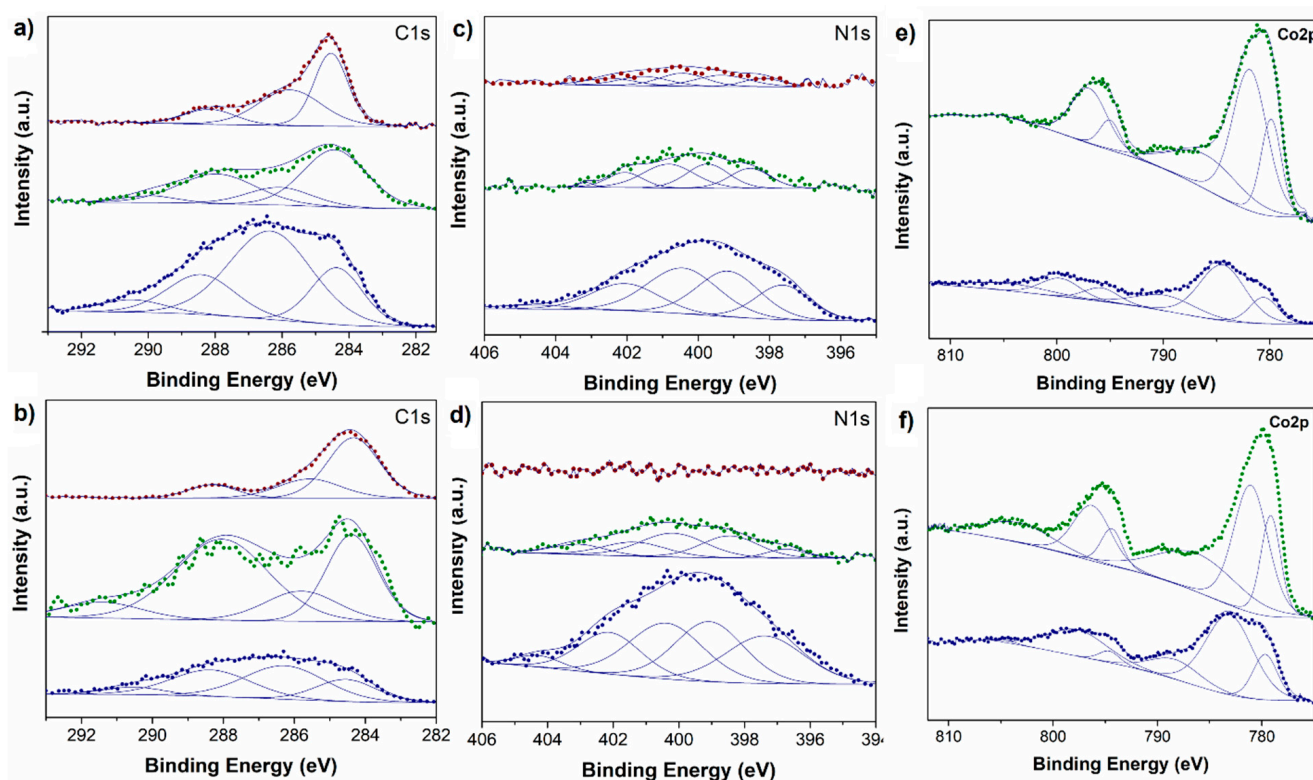 a)
C1s
Intensity (a.u.)
292 290 288 286 284 282
Binding Energy (eV)
c)
N1s
Intensity (a.u.)
406 404 402 400 398 396
Binding Energy (eV)
e)
Co2p
Intensity (a.u.)
810 800 790 780
Binding Energy (eV)
b)
C1s
Intensity (a.u.)
292 290 288 286 284 282
Binding Energy (eV)
d)
N1s
Intensity (a.u.)
406 404 402 400 398 396 394
Binding Energy (eV)
f)
Co2p
Intensity (a.u.)
810 800 790 780
Binding Energy (eV)